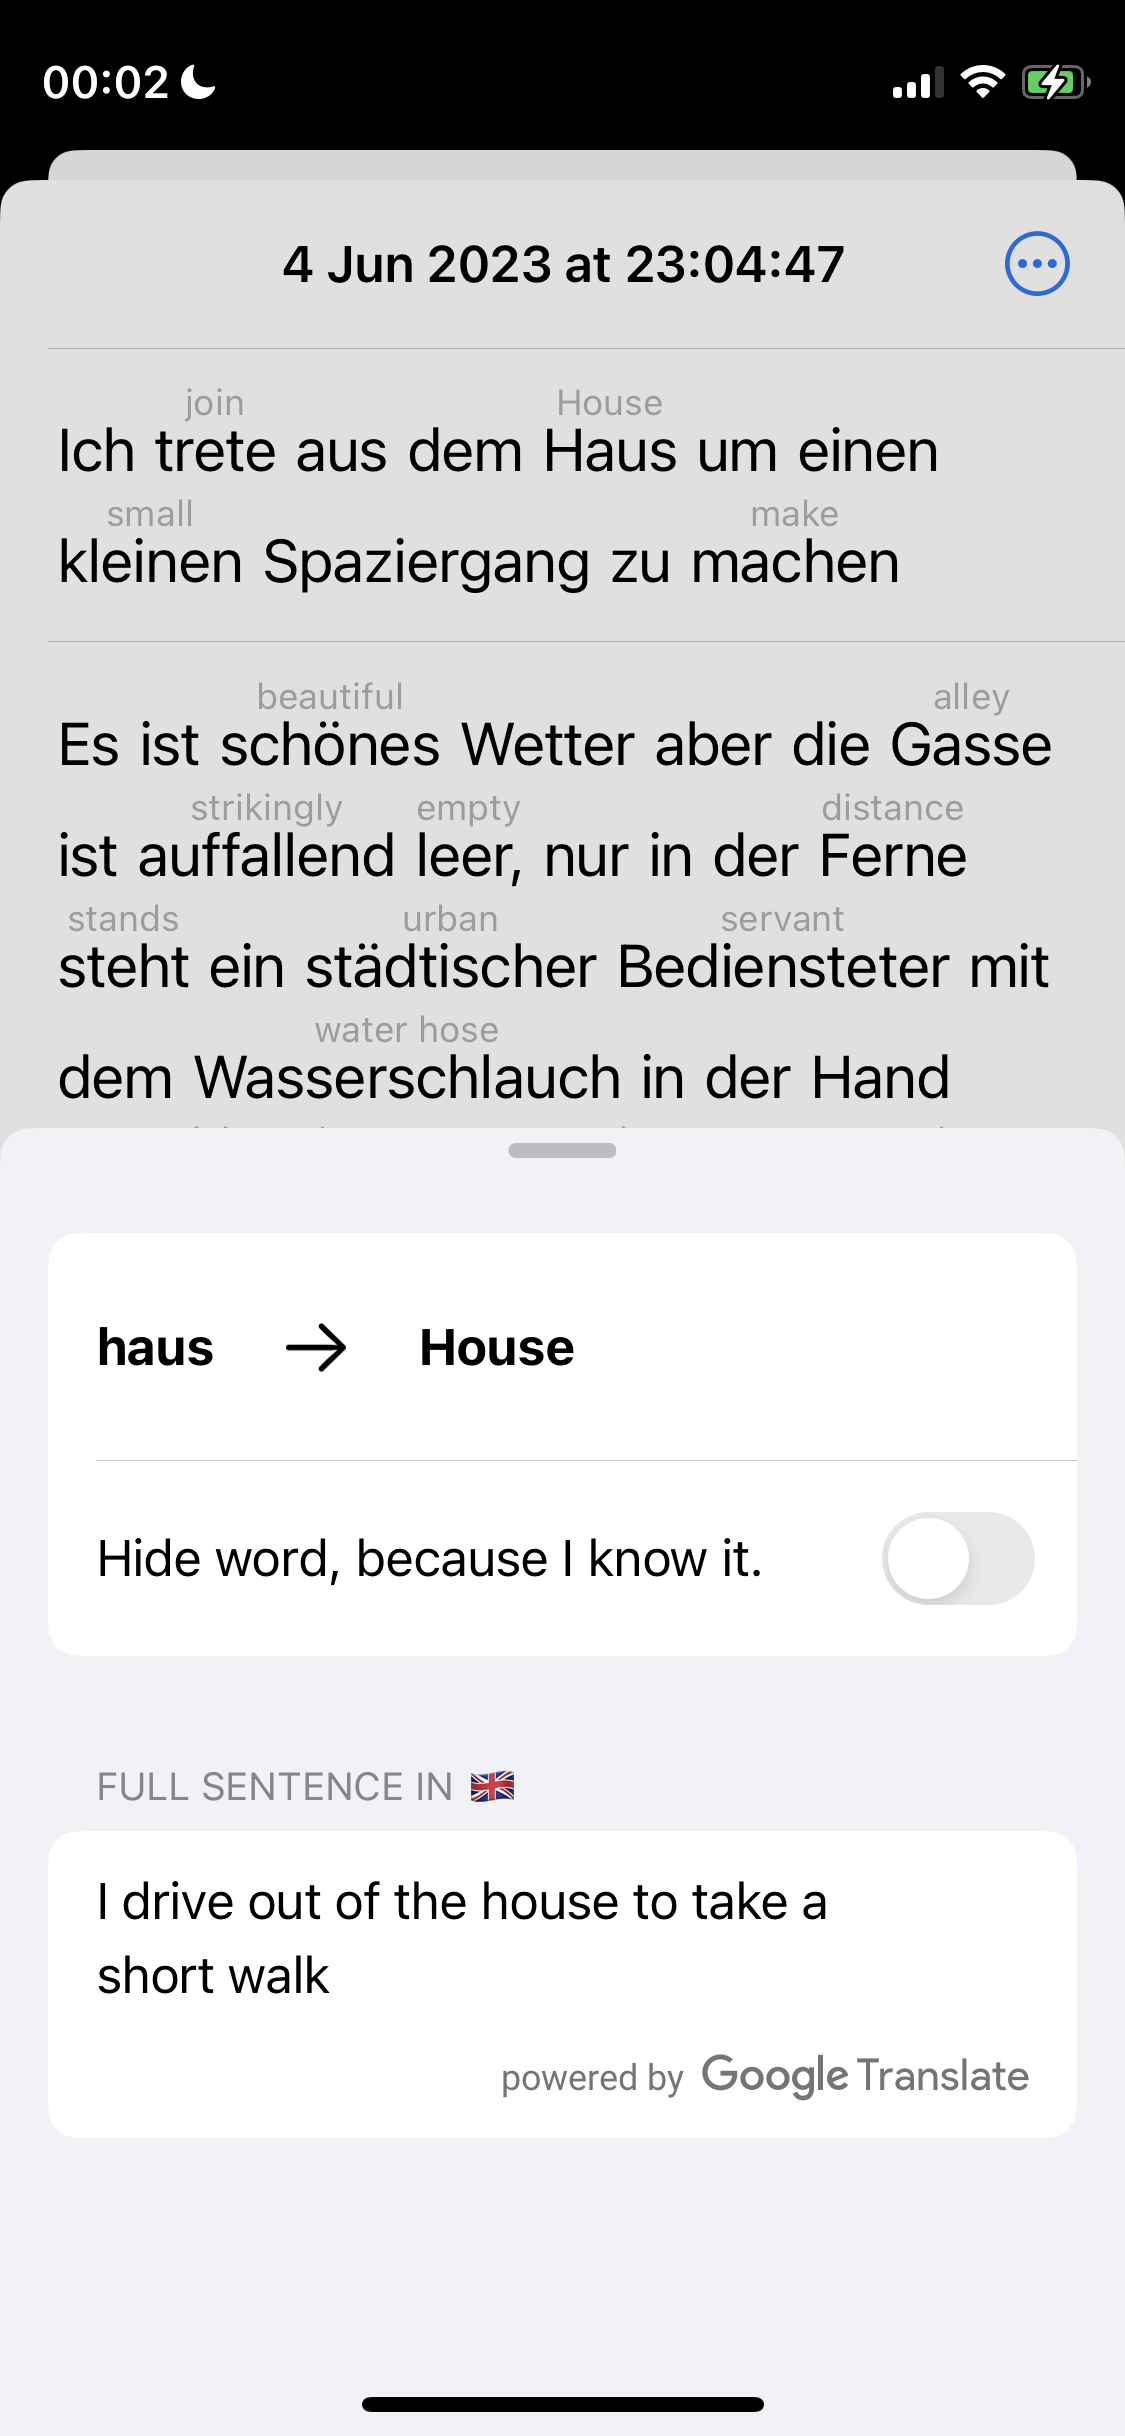 00:02
4 Jun 2023 at 23:04:47
join House
Ich trete aus dem Haus um einen
small make
kleinen Spaziergang zu machen
beautiful alley
Es ist schönes Wetter aber die Gasse
strikingly empty distance
ist auffallend leer, nur in der Ferne
stands urban servant
steht ein städtischer Bediensteter mit
water hose
dem Wasserschlauch in der Hand
haus → House
Hide word, because I know it.
FULL SENTENCE IN 🇬🇧
I drive out of the house to take a
short walk
powered by Google Translate